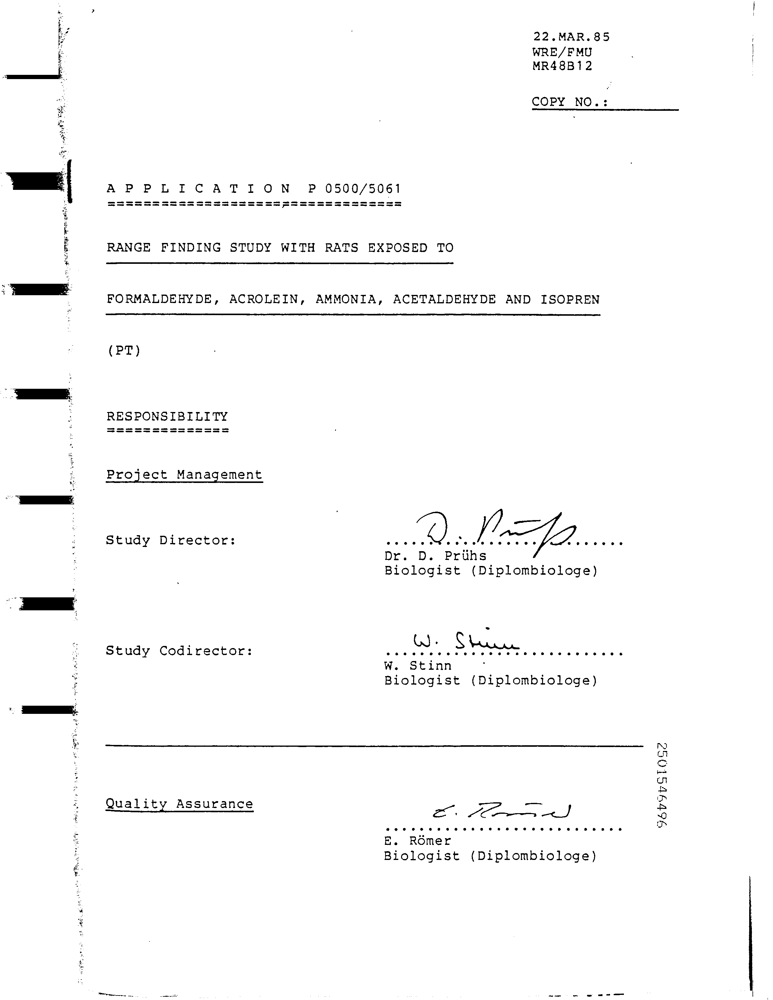 22.MAR.85
WRE/FMU
MR48B12
COPY NO.:
A P P L I C A T I O N P 0500/5061
RANGE FINDING STUDY WITH RATS EXPOSED TO
FORMALDEHYDE, ACROLEIN, AMMONIA, ACETALDEHYDE AND ISOPREN
(PT)
RESPONSIBILITY
Project Management
Study Director:
D. Prühs
Dr. D. Prühs
Biologist (Diplombiologe)
Study Codirector:
W. Stinn
W. Stinn
Biologist (Diplombiologe)
2501546496
Quality Assurance
E. Römer
E. Römer
Biologist (Diplombiologe)